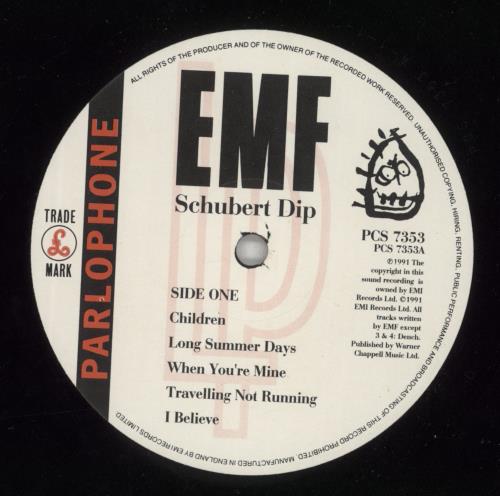 ALL RIGHTS OF THE PRODUCER AND OF THE OWNER OF THE RECORDED WORK RESERVED. UNAUTHORISED COPYING, HIRING, RENTING, PUBLIC PERFORMANCE AND BROADCASTING OF THIS RECORD PROHIBITED. MANUFACTURED IN ENGLAND BY EMI RECORDS LIMITED.
EMF
Schubert Dip
PARLOPHONE
TRADE
£
MARK
PCS 7353
PCS 7353A
℗1991 The
copyright in this
sound recording is
owned by EMI
Records Ltd. ©1991
EMI Records Ltd. All
tracks written
by EMF except
3 & 4: Dench.
Published by Warner
Chappell Music Ltd.
SIDE ONE
Children
Long Summer Days
When You're Mine
Travelling Not Running
I Believe